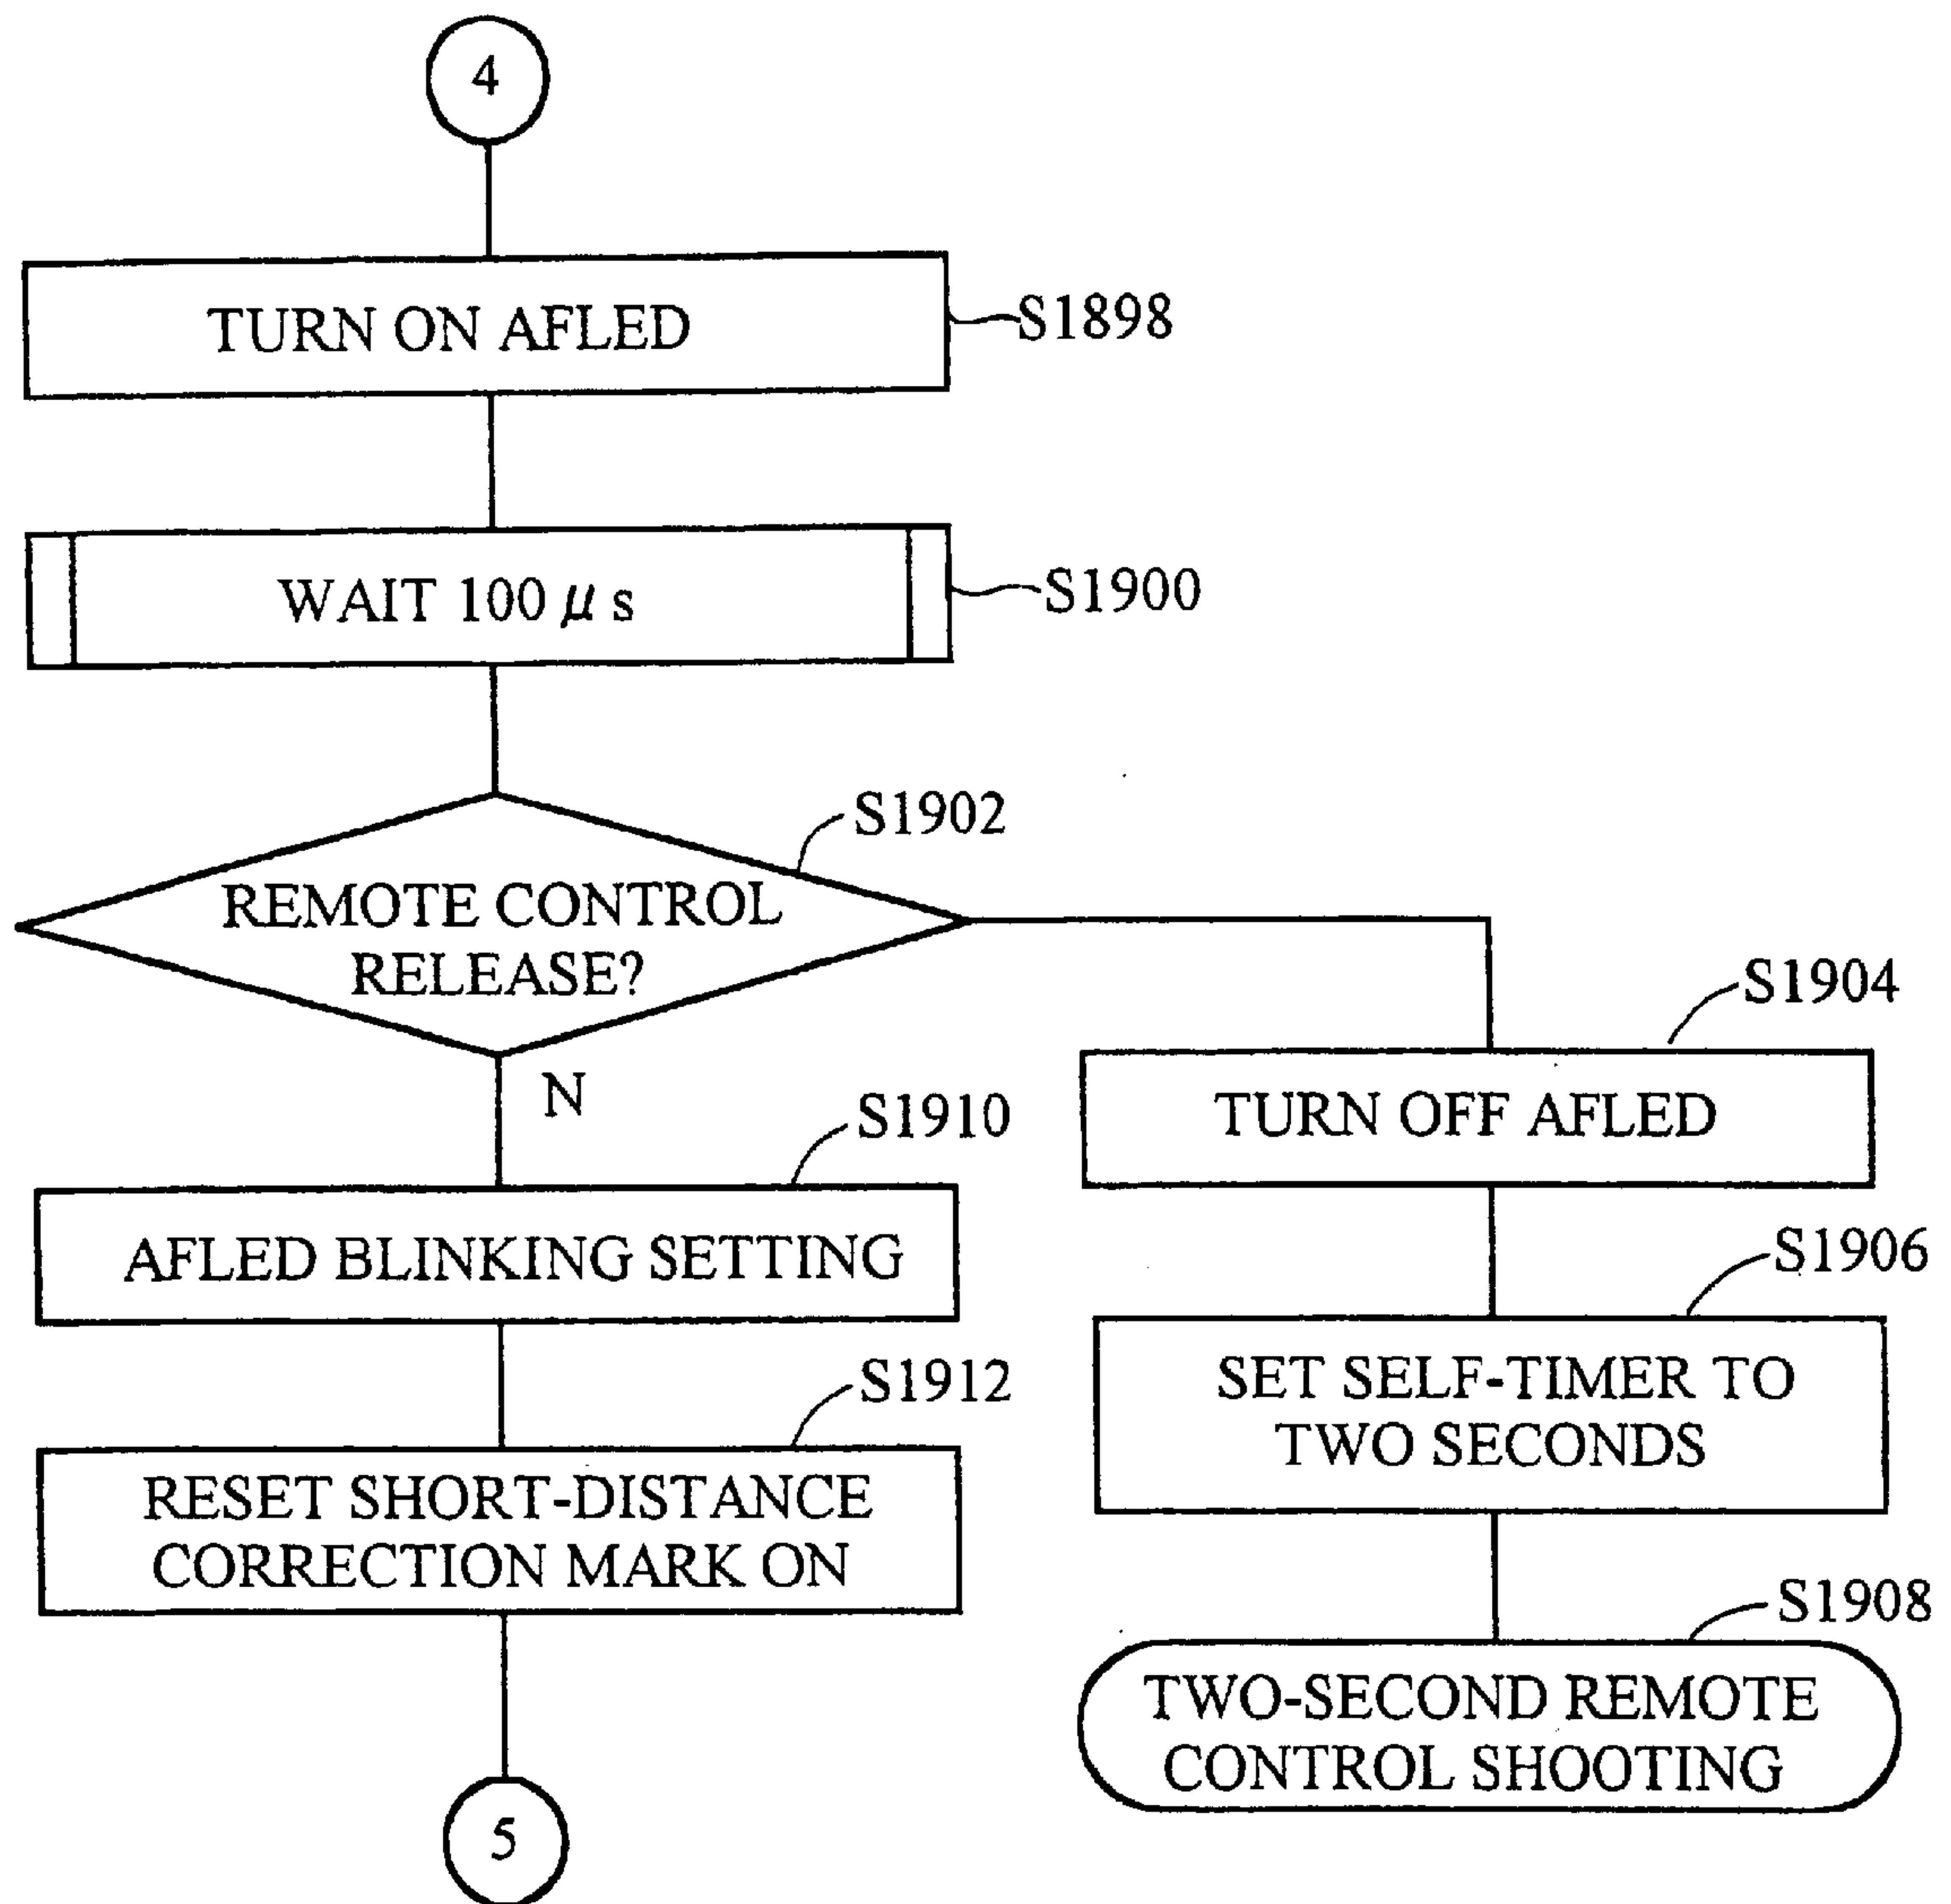 4
TURN ON AFLED
S1898
WAIT 100 μs
S1900
S1902
REMOTE CONTROL
RELEASE?
N
S1904
TURN OFF AFLED
S1906
SET SELF-TIMER TO
TWO SECONDS
S1908
TWO-SECOND REMOTE
CONTROL SHOOTING
S1910
AFLED BLINKING SETTING
S1912
RESET SHORT-DISTANCE
CORRECTION MARK ON
5